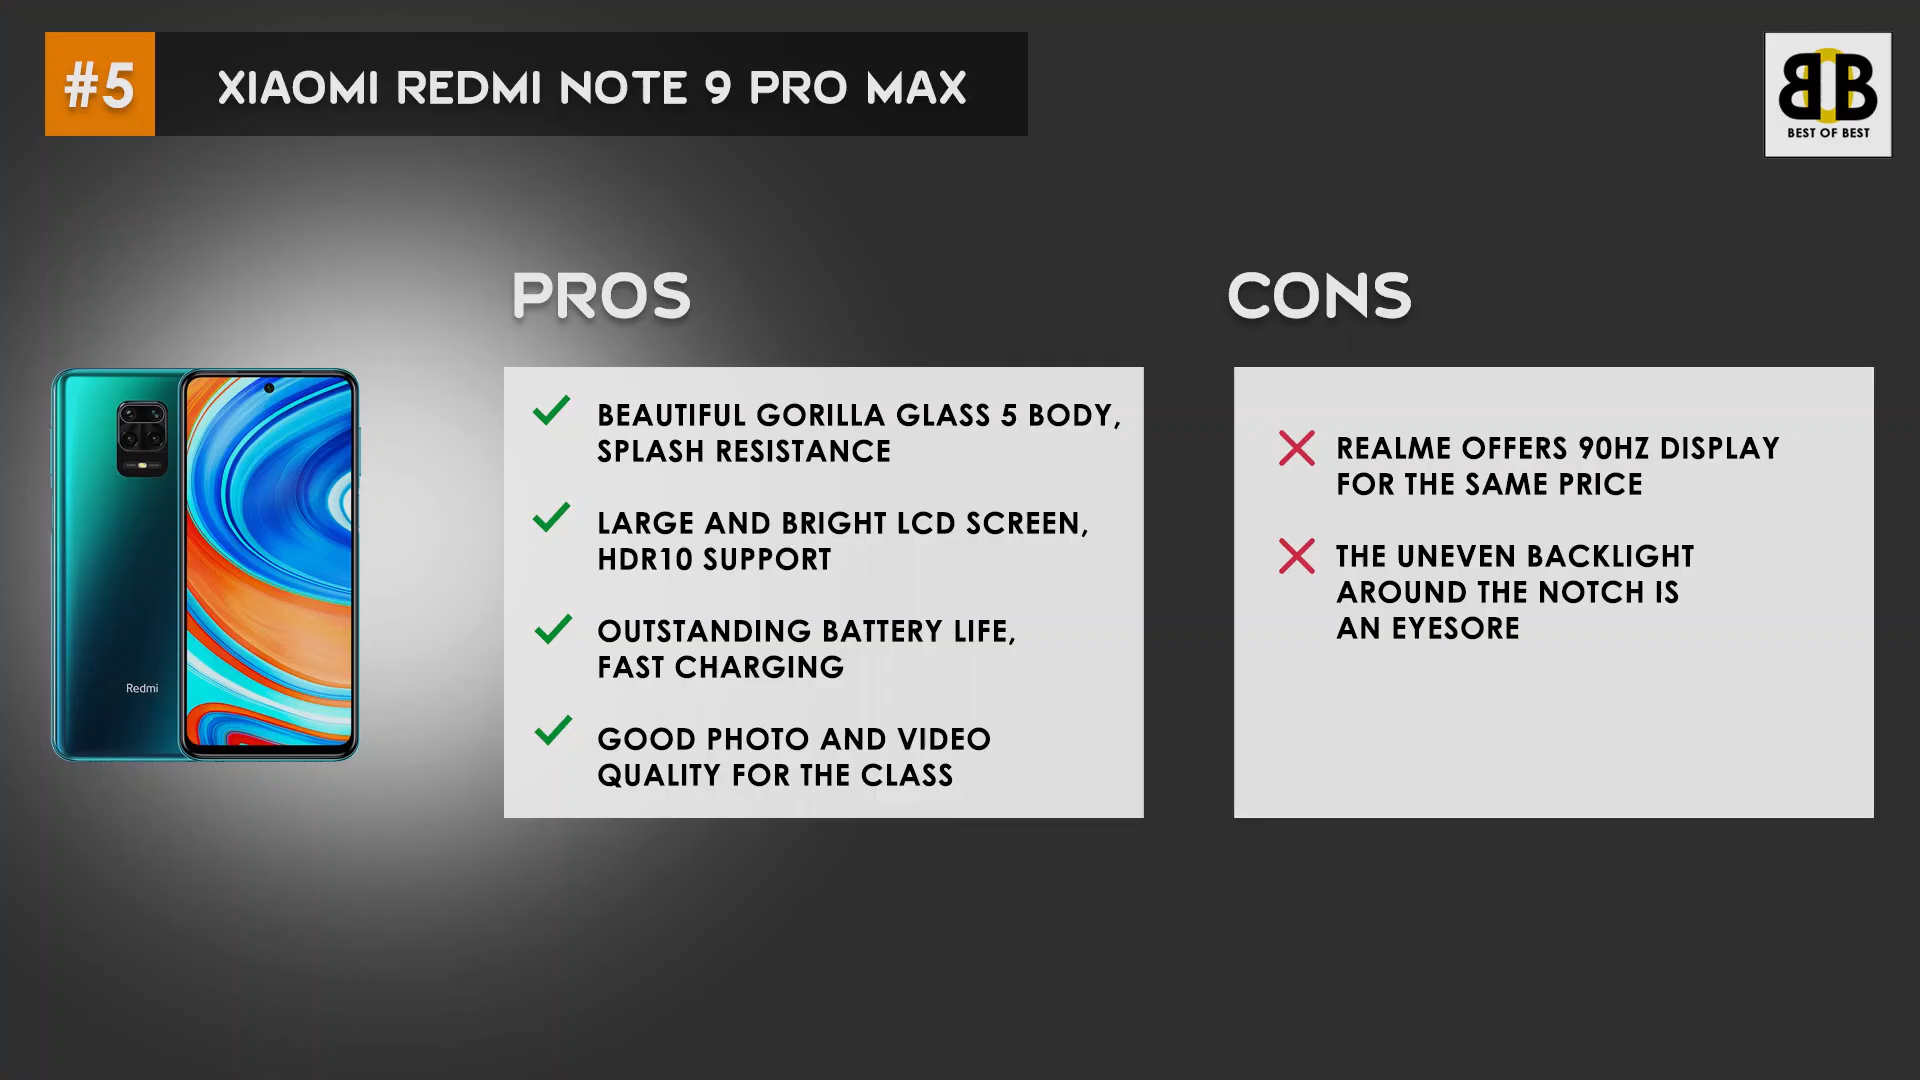 #5
XIAOMI REDMI NOTE 9 PRO MAX
BEST OF BEST
PROS
BEAUTIFUL GORILLA GLASS 5 BODY,
SPLASH RESISTANCE
LARGE AND BRIGHT LCD SCREEN,
HDR10 SUPPORT
OUTSTANDING BATTERY LIFE,
FAST CHARGING
GOOD PHOTO AND VIDEO
QUALITY FOR THE CLASS
CONS
REALME OFFERS 90HZ DISPLAY
FOR THE SAME PRICE
THE UNEVEN BACKLIGHT
AROUND THE NOTCH IS
AN EYESORE
Redmi